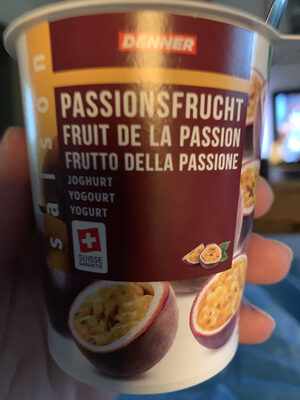 DENNER
saison
PASSIONSFRUCHT
FRUIT DE LA PASSION
FRUTTO DELLA PASSIONE
JOGHURT
YOGOURT
YOGURT
SUISSE
GARANTIE